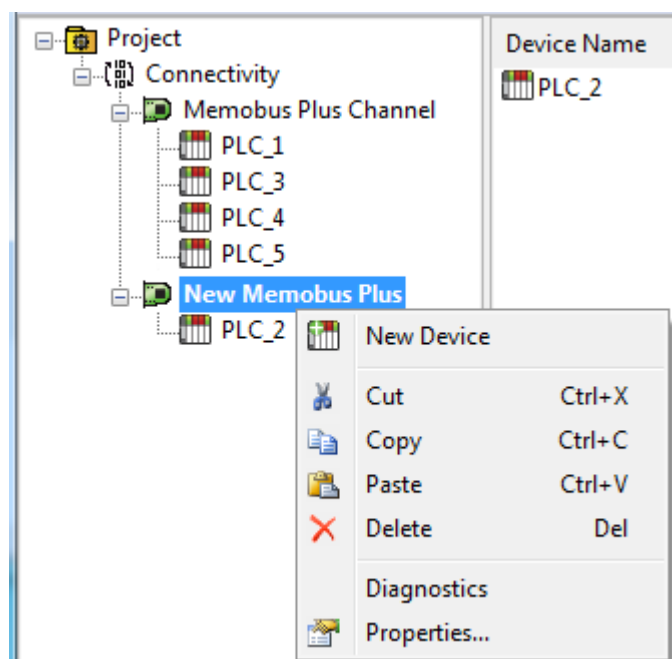 Project
Device Name
Connectivity
PLC_2
Memobus Plus Channel
PLC_1
PLC_3
PLC_4
PLC_5
New Memobus Plus
PLC_2
New Device
Cut Ctrl+X
Copy Ctrl+C
Paste Ctrl+V
Delete Del
Diagnostics
Properties...